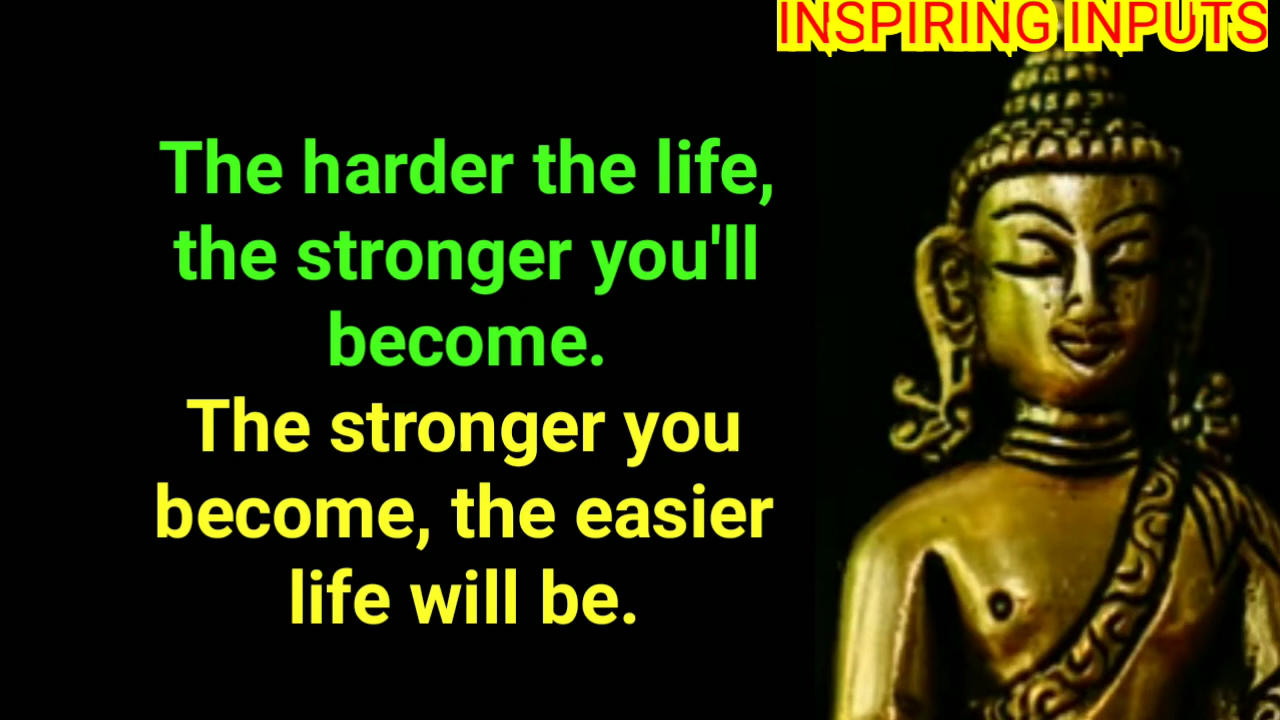 INSPIRING INPUTS
The harder the life,
the stronger you'll
become.
The stronger you
become, the easier
life will be.